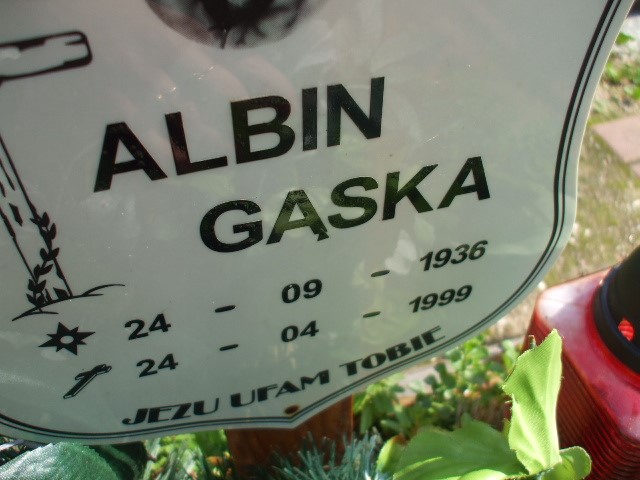 ALBIN
GĄSKA
24 - 09 - 1936
24 - 04 - 1999
JEZU UFAM TOBIE